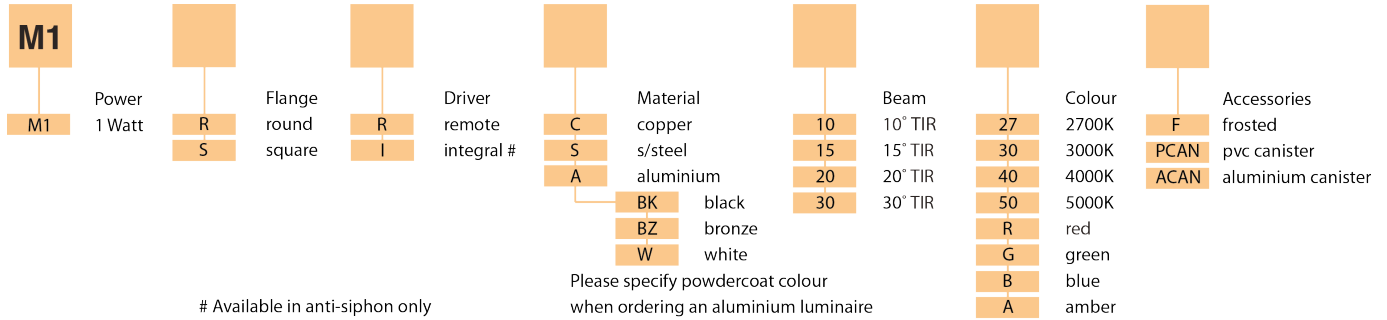 M1
Power Flange Driver Material Beam Colour Accessories
M1 1 Watt R round R remote C copper 10 10° TIR 27 2700K F frosted
S square I integral # S s/steel 15 15° TIR 30 3000K PCAN pvc canister
A aluminium 20 20° TIR 40 4000K ACAN aluminium canister
BK black 30 30° TIR 50 5000K
BZ bronze R red
W white G green
Please specify powdercoat colour B blue
# Available in anti-siphon only when ordering an aluminium luminaire A amber